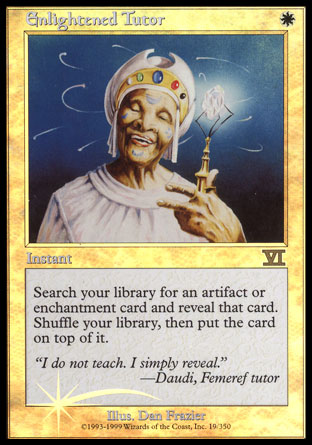 Enlightened Tutor
Instant
VI
Search your library for an artifact or
enchantment card and reveal that card.
Shuffle your library, then put the card
on top of it.
“I do not teach. I simply reveal.”
—Daudi, Femeref tutor
Illus. Dan Frazier
©1993-1999 Wizards of the Coast, Inc. 19/350